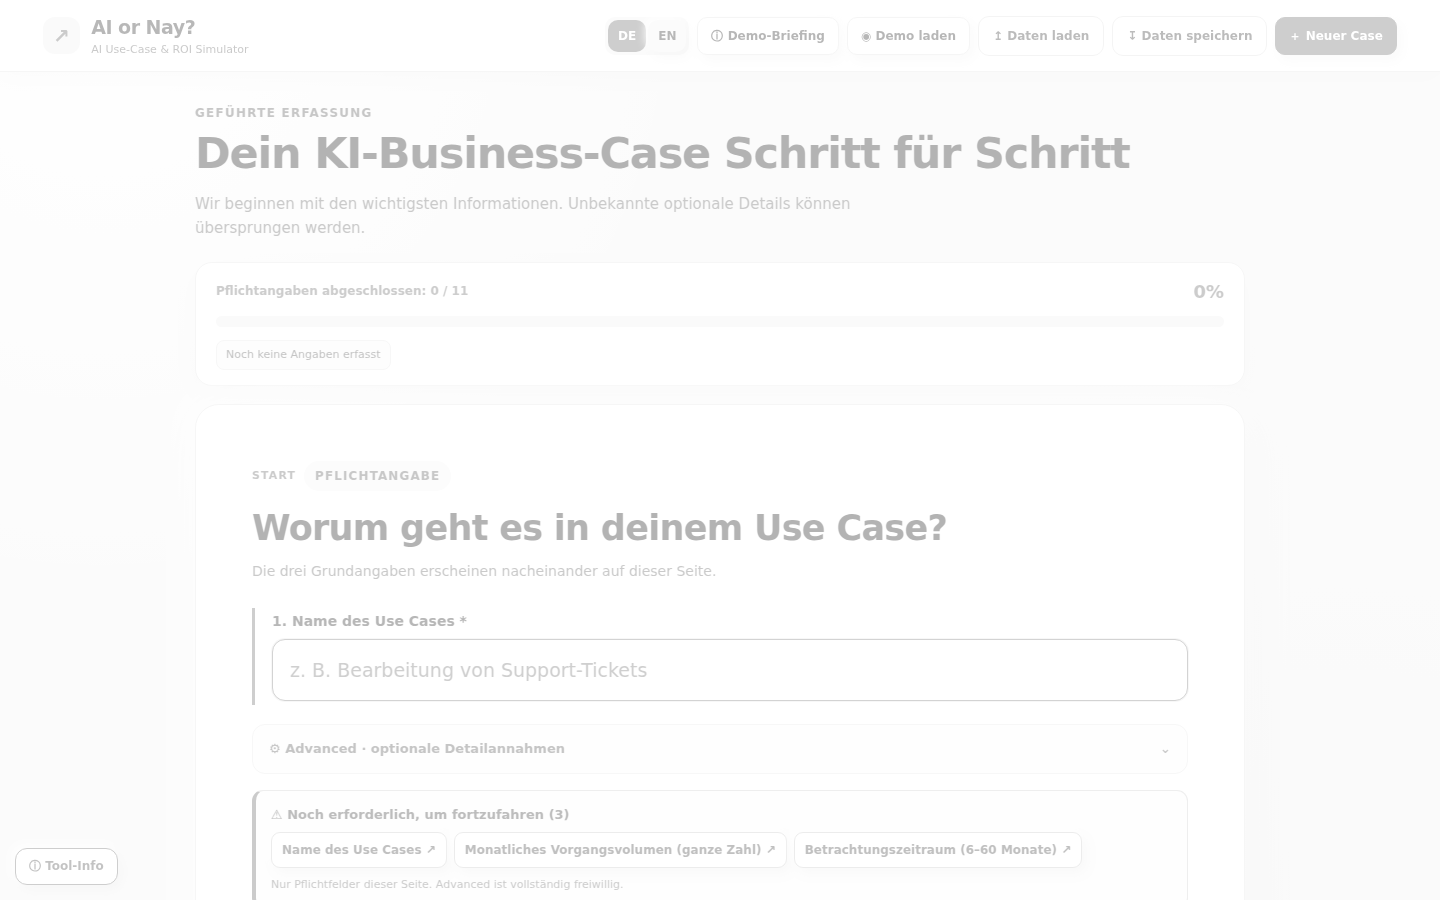 ↗
AI or Nay?
AI Use-Case & ROI Simulator
DE EN ⓘ Demo-Briefing ◉ Demo laden ↥ Daten laden ↧ Daten speichern + Neuer Case
GEFÜHRTE ERFASSUNG
Dein KI-Business-Case Schritt für Schritt
Wir beginnen mit den wichtigsten Informationen. Unbekannte optionale Details können
übersprungen werden.
Pflichtangaben abgeschlossen: 0 / 11 0%
Noch keine Angaben erfasst
START PFLICHTANGABE
Worum geht es in deinem Use Case?
Die drei Grundangaben erscheinen nacheinander auf dieser Seite.
1. Name des Use Cases *
z. B. Bearbeitung von Support-Tickets
⚙ Advanced · optionale Detailannahmen ⌄
⚠ Noch erforderlich, um fortzufahren (3)
Name des Use Cases ↗ Monatliches Vorgangsvolumen (ganze Zahl) ↗ Betrachtungszeitraum (6–60 Monate) ↗
Nur Pflichtfelder dieser Seite. Advanced ist vollständig freiwillig.
ⓘ Tool-Info